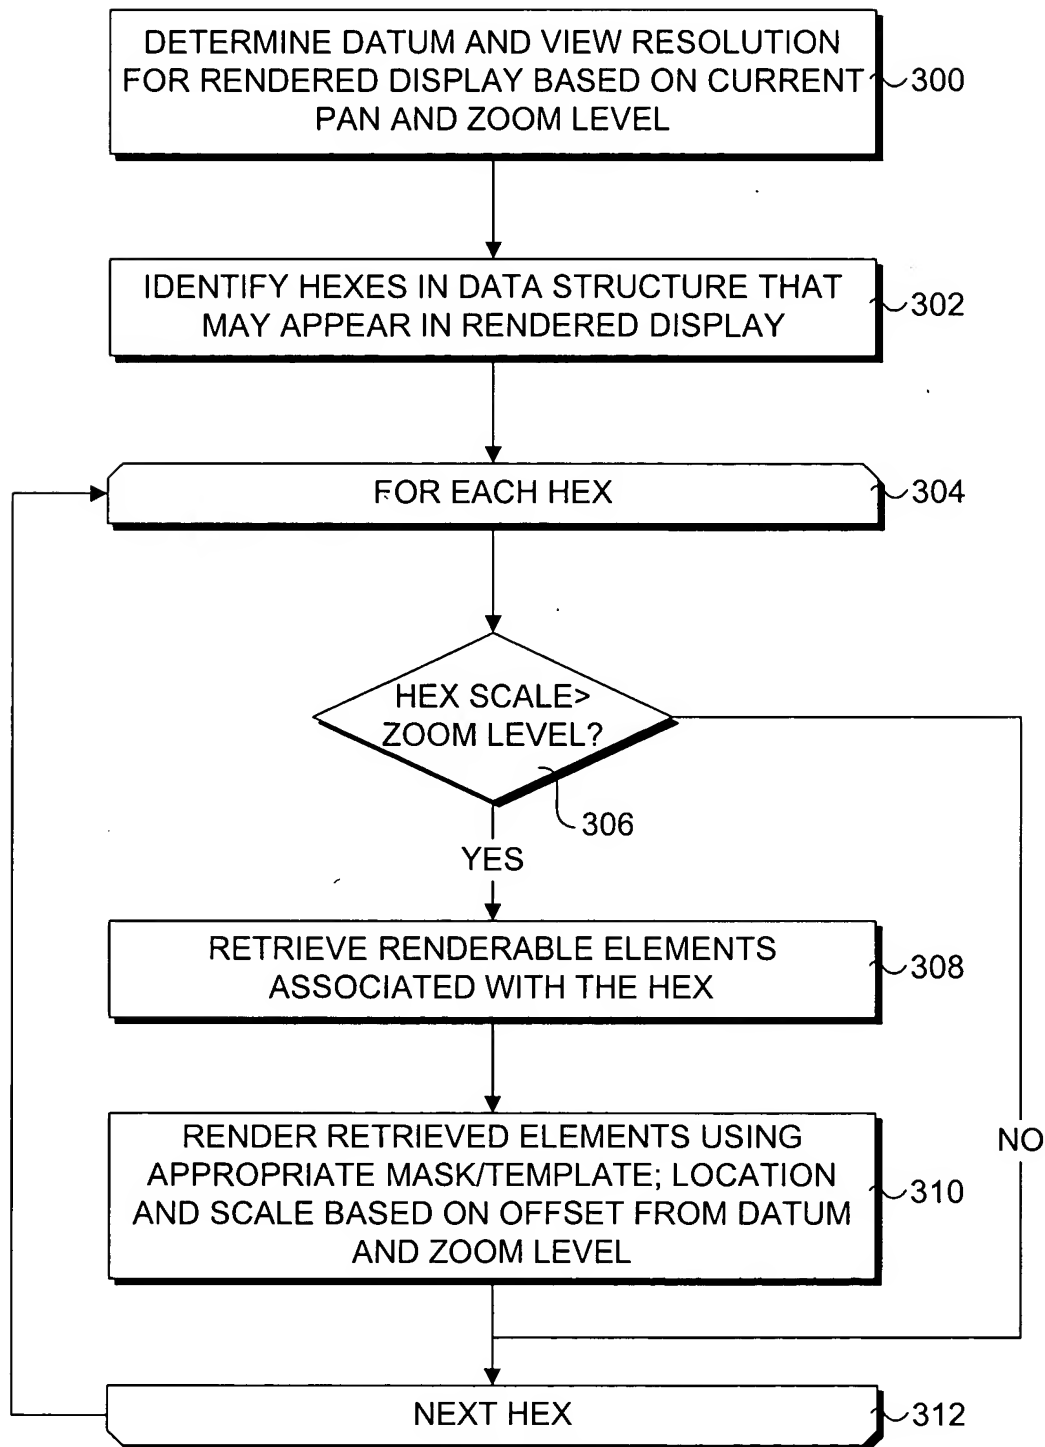 DETERMINE DATUM AND VIEW RESOLUTION
FOR RENDERED DISPLAY BASED ON CURRENT
PAN AND ZOOM LEVEL
300
IDENTIFY HEXES IN DATA STRUCTURE THAT
MAY APPEAR IN RENDERED DISPLAY
302
FOR EACH HEX
304
HEX SCALE>
ZOOM LEVEL?
306
YES
RETRIEVE RENDERABLE ELEMENTS
ASSOCIATED WITH THE HEX
308
NO
RENDER RETRIEVED ELEMENTS USING
APPROPRIATE MASK/TEMPLATE; LOCATION
AND SCALE BASED ON OFFSET FROM DATUM
AND ZOOM LEVEL
310
NEXT HEX
312